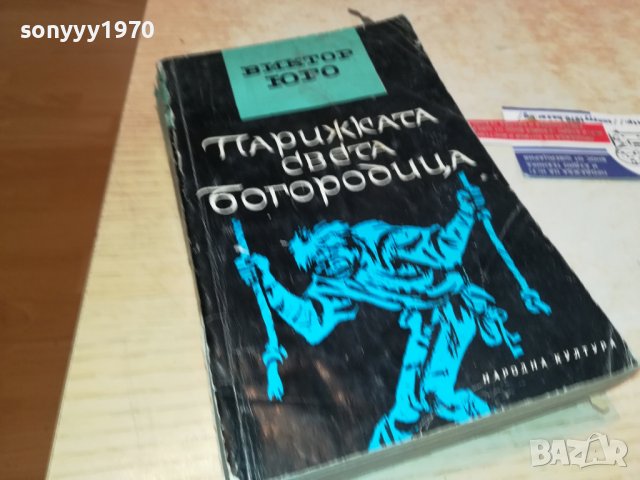 sonyyy1970
ВИКТОР
ЮГО
ПАРИЖКАТА
СВЕТА
БОГОРОДИЦА
НАРОДНА КУЛТУРА
BAZAR